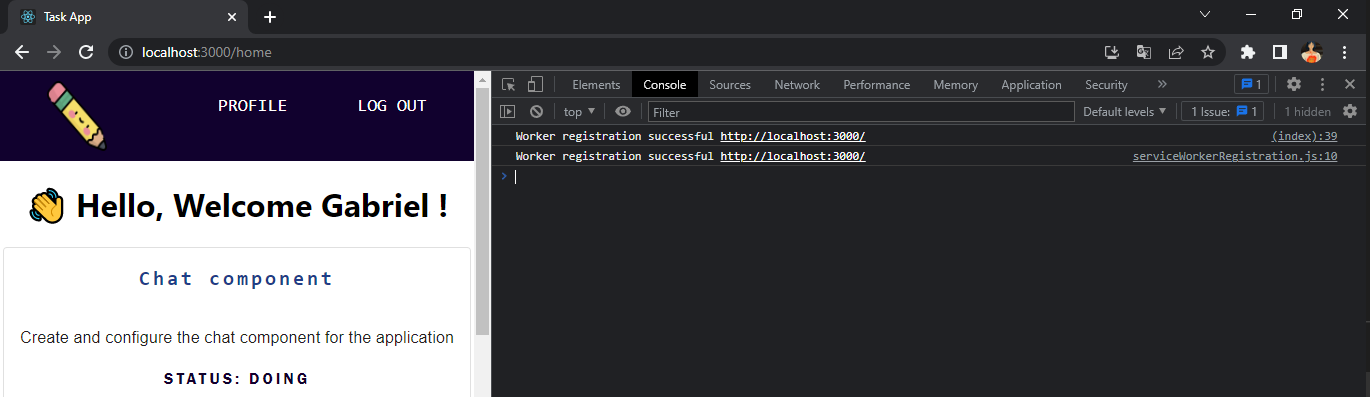 Task App
localhost:3000/home
PROFILE LOG OUT
👋 Hello, Welcome Gabriel !
Chat component
Create and configure the chat component for the application
STATUS: DOING
Elements Console Sources Network Performance Memory Application Security » 1
top ▼ Filter Default levels ▼ 1 Issue: 1 1 hidden
Worker registration successful http://localhost:3000/ (index):39
Worker registration successful http://localhost:3000/ serviceWorkerRegistration.js:10